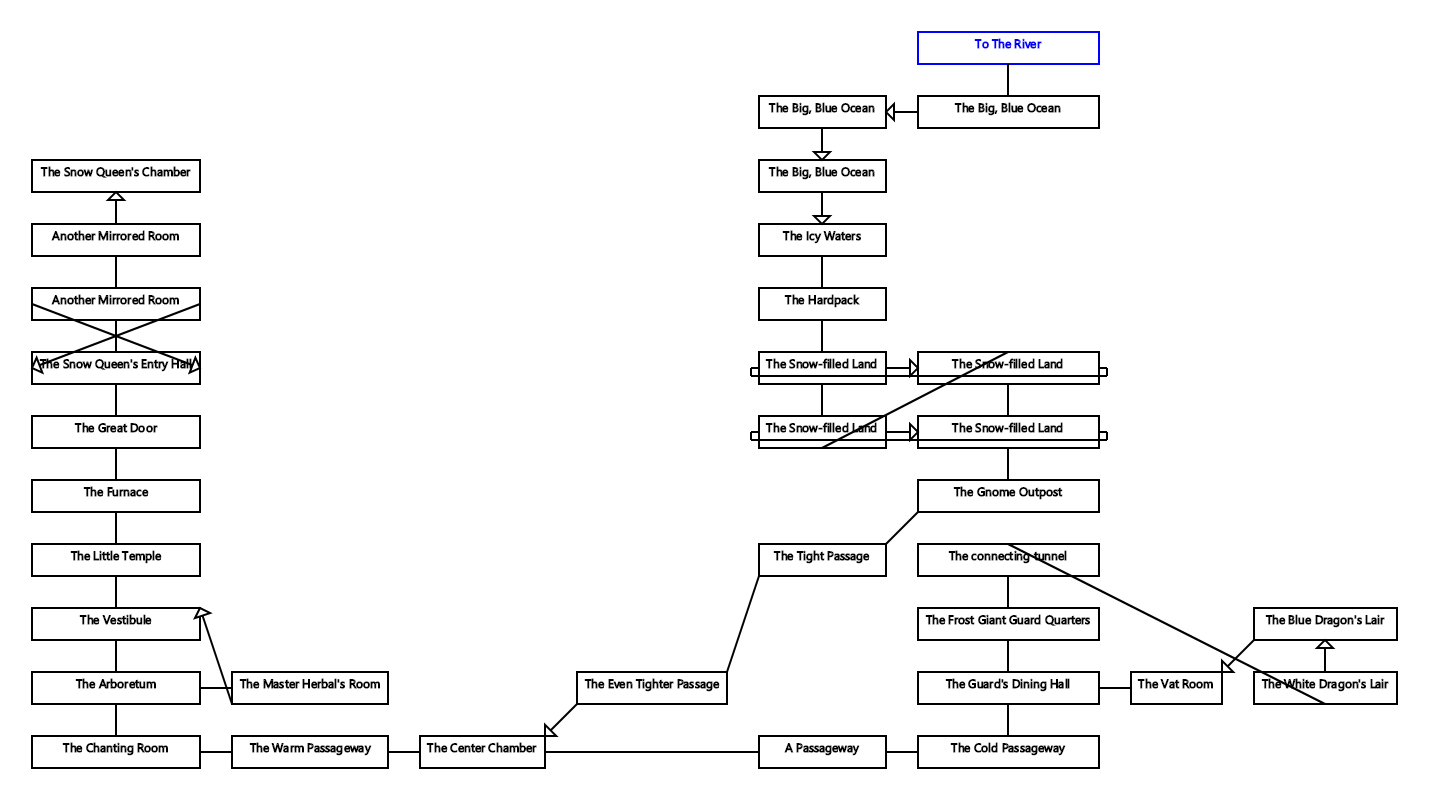 To The River
The Big, Blue Ocean
The Big, Blue Ocean
The Snow Queen's Chamber
The Big, Blue Ocean
Another Mirrored Room
The Icy Waters
Another Mirrored Room
The Hardpack
The Snow Queen's Entry Hall
The Snow-filled Land
The Snow-filled Land
The Great Door
The Snow-filled Land
The Snow-filled Land
The Furnace
The Gnome Outpost
The Little Temple
The Tight Passage
The connecting tunnel
The Vestibule
The Frost Giant Guard Quarters
The Blue Dragon's Lair
The Arboretum
The Master Herbal's Room
The Even Tighter Passage
The Guard's Dining Hall
The Vat Room
The White Dragon's Lair
The Chanting Room
The Warm Passageway
The Center Chamber
A Passageway
The Cold Passageway